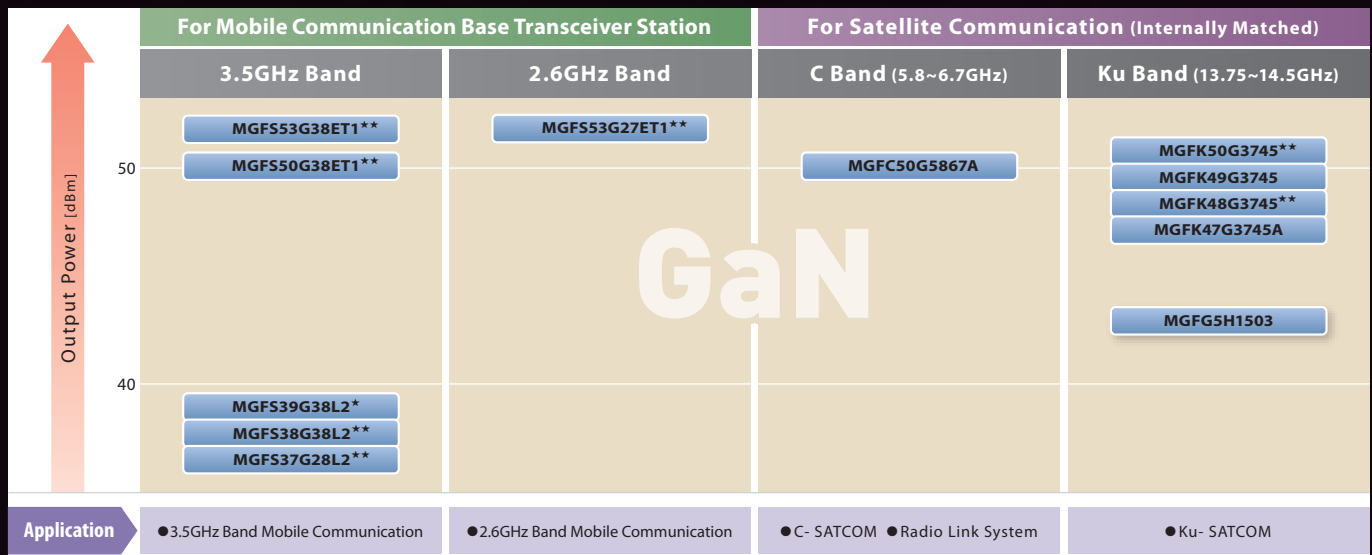 For Mobile Communication Base Transceiver Station
For Satellite Communication (Internally Matched)
3.5GHz Band
2.6GHz Band
C Band (5.8~6.7GHz)
Ku Band (13.75~14.5GHz)
Output Power [dBm]
50
40
MGFS53G38ET1★★
MGFS50G38ET1★★
MGFS39G38L2★
MGFS38G38L2★★
MGFS37G28L2★★
MGFS53G27ET1★★
MGFC50G5867A
MGFK50G3745★★
MGFK49G3745
MGFK48G3745★★
MGFK47G3745A
MGFG5H1503
GaN
Application
●3.5GHz Band Mobile Communication
●2.6GHz Band Mobile Communication
●C- SATCOM ●Radio Link System
●Ku- SATCOM